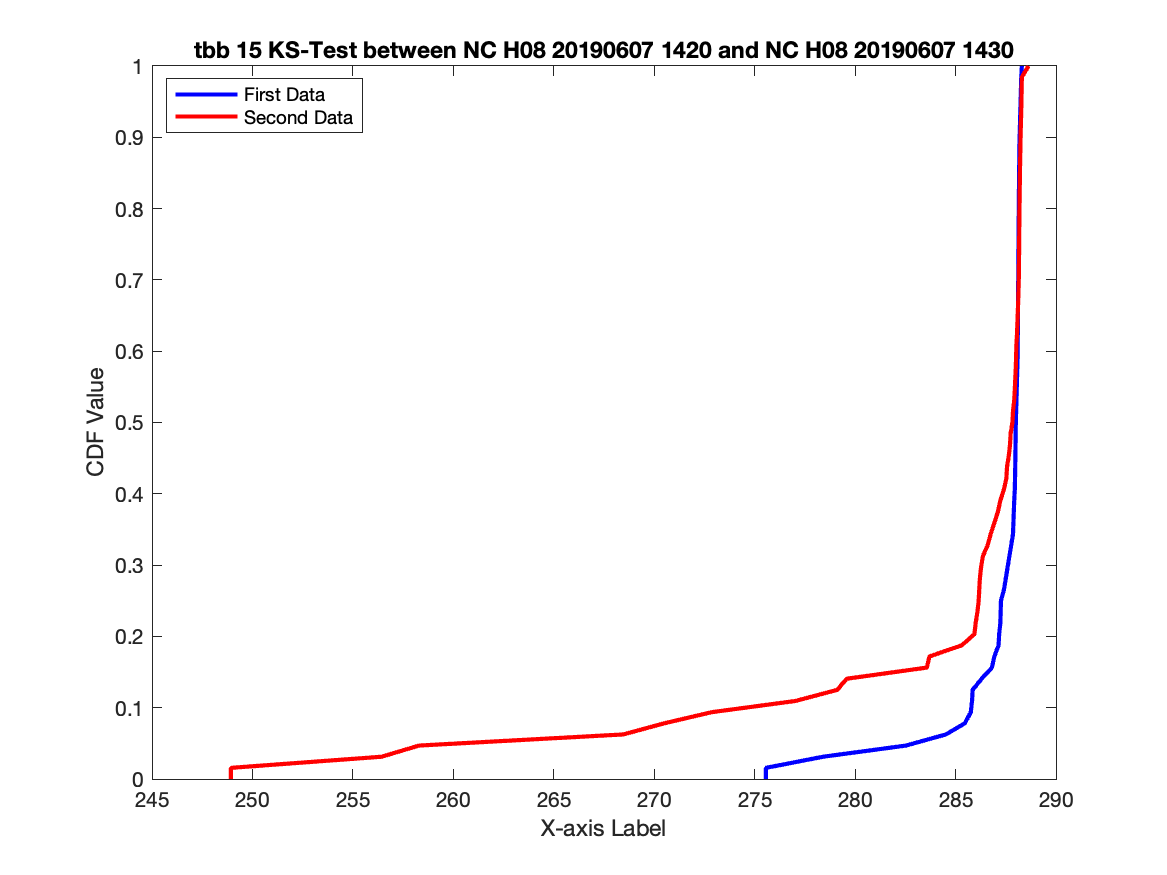 tbb 15 KS-Test between NC H08 20190607 1420 and NC H08 20190607 1430
First Data
Second Data
1
0.9
0.8
0.7
0.6
0.5
0.4
0.3
0.2
0.1
0
CDF Value
245 250 255 260 265 270 275 280 285 290
X-axis Label